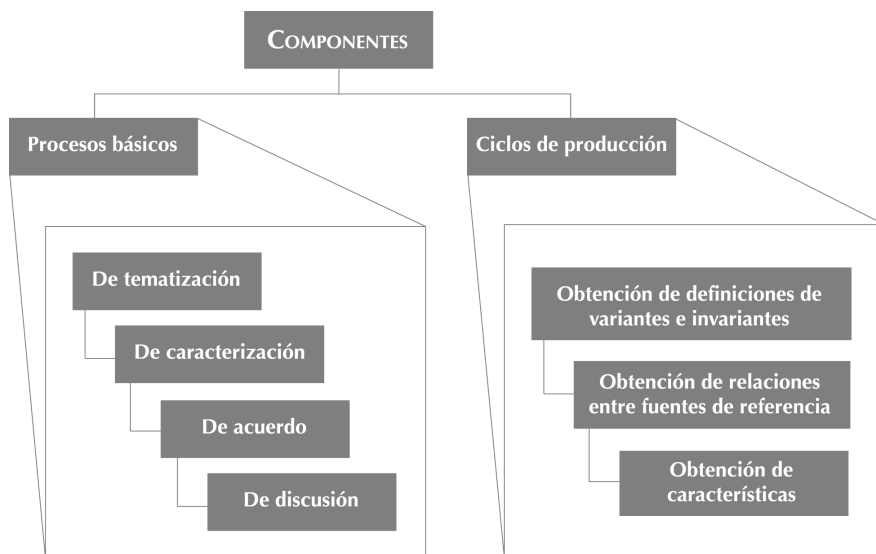 COMPONENTES
Procesos básicos
De tematización
De caracterización
De acuerdo
De discusión
Ciclos de producción
Obtención de definiciones de
variantes e invariantes
Obtención de relaciones
entre fuentes de referencia
Obtención de
características